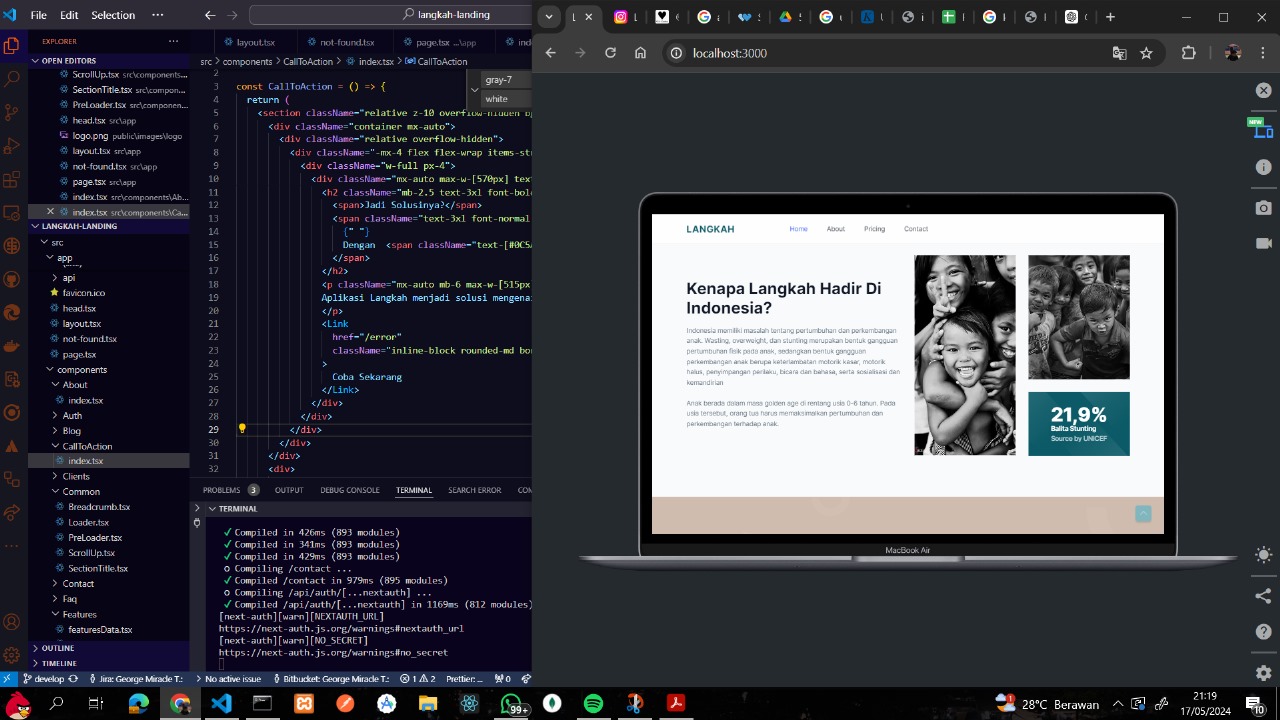 EXPLORER
OPEN EDITORS
ScrollUp.tsx src\components...
SectionTitle.tsx src\compon...
PreLoader.tsx src\compone...
head.tsx src\app
logo.png public\images\logo
layout.tsx src\app
not-found.tsx src\app
page.tsx src\app
index.tsx src\components\Ab...
index.tsx src\components\Ca...
LANGKAH-LANDING
src
app
api
favicon.ico
head.tsx
layout.tsx
not-found.tsx
page.tsx
components
About
index.tsx
Blog
CallToAction
index.tsx
Clients
Common
Breadcrumb.tsx
Loader.tsx
PreLoader.tsx
ScrollUp.tsx
SectionTitle.tsx
Contact
Faq
Features
featuresData.tsx
OUTLINE
TIMELINE
layout.tsx
not-found.tsx
page.tsx ...\app
src > components > CallToAction > index.tsx > CallToAction
gray-7
white
2
3 const CallToAction = () => {
4 return (
5 <section className="relative z-10 overflow-hidden b
6 <div className="container mx-auto">
7 <div className="relative overflow-hidden">
8 <div className="-mx-4 flex flex-wrap items-st
9 <div className="w-full px-4">
10 <div className="mx-auto max-w-[570px] text
11 <h2 className="mb-2.5 text-3xl font-bol
12 <span>Jadi Solusinya?</span>
13 <span className="text-3xl font-normal
14 {" "}
15 Dengan <span className="text-[#0C5A
16 </span>
17 </h2>
18 <p className="mx-auto mb-6 max-w-[515px
19 Aplikasi ini menjadi solusi mengenai
20 </p>
21 <Link
22 href="/error"
23 className="inline-block rounded-md bo
24 >
25 Coba Sekarang
26 </Link>
27 </div>
28 </div>
29 </div>
30 </div>
31 </div>
32 <div>
PROBLEMS 3 OUTPUT DEBUG CONSOLE TERMINAL SEARCH ERROR
TERMINAL
✓ Compiled in 426ms (893 modules)
✓ Compiled in 341ms (893 modules)
✓ Compiled in 429ms (893 modules)
○ Compiling /contact ...
✓ Compiled /contact in 979ms (895 modules)
○ Compiling /api/auth/[...nextauth] ...
✓ Compiled /api/auth/[...nextauth] in 1169ms (812 modules)
[next-auth][warn][NEXTAUTH_URL]
https://next-auth.js.org/warnings#nextauth_url
[next-auth][warn][NO_SECRET]
https://next-auth.js.org/warnings#no_secret
develop Jira: George Miracle T.: No active issue Bitbucket: George Miracle T.: 1 2 Prettier ...
localhost:3000
NEW
LANGKAH
Home About Pricing Contact
Kenapa Langkah Hadir Di
Indonesia?
Indonesia memiliki masalah tentang pertumbuhan dan perkembangan
anak. Wasting, overweight, dan stunting merupakan bentuk gangguan
pertumbuhan fisik pada anak, sedangkan bentuk gangguan
perkembangan anak berupa keterlambatan motorik kasar, motorik
halus, penyimpangan perilaku, bicara dan bahasa, serta sosialisasi dan
kemandirian
Anak berada dalam masa golden age di rentang usia 0-6 tahun. Pada
usia tersebut, orang tua harus memaksimalkan pertumbuhan dan
perkembangan terhadap anak.
21,9%
Balita Stunting
Source by UNICEF
MacBook Air
99+
1
28°C Berawan
21:19
17/05/2024
10